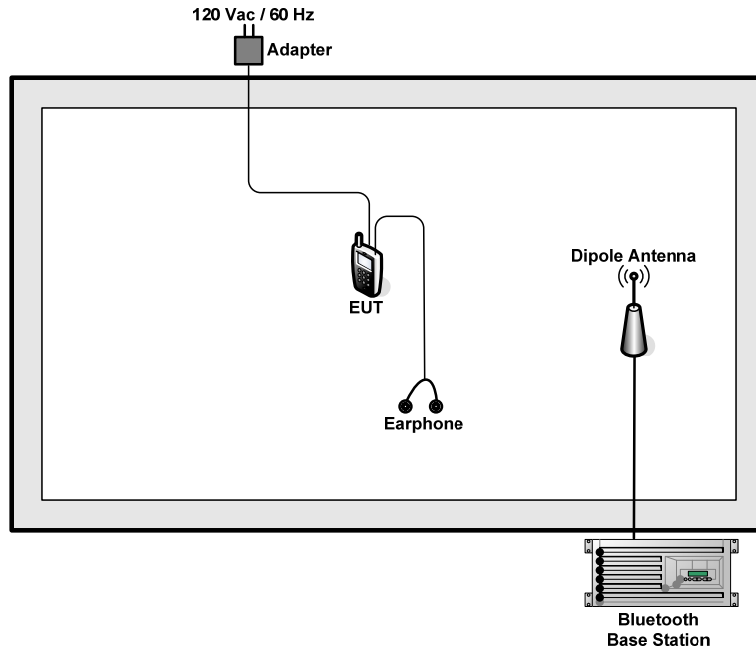 120 Vac / 60 Hz
Adapter
EUT
Dipole Antenna
Earphone
Bluetooth
Base Station